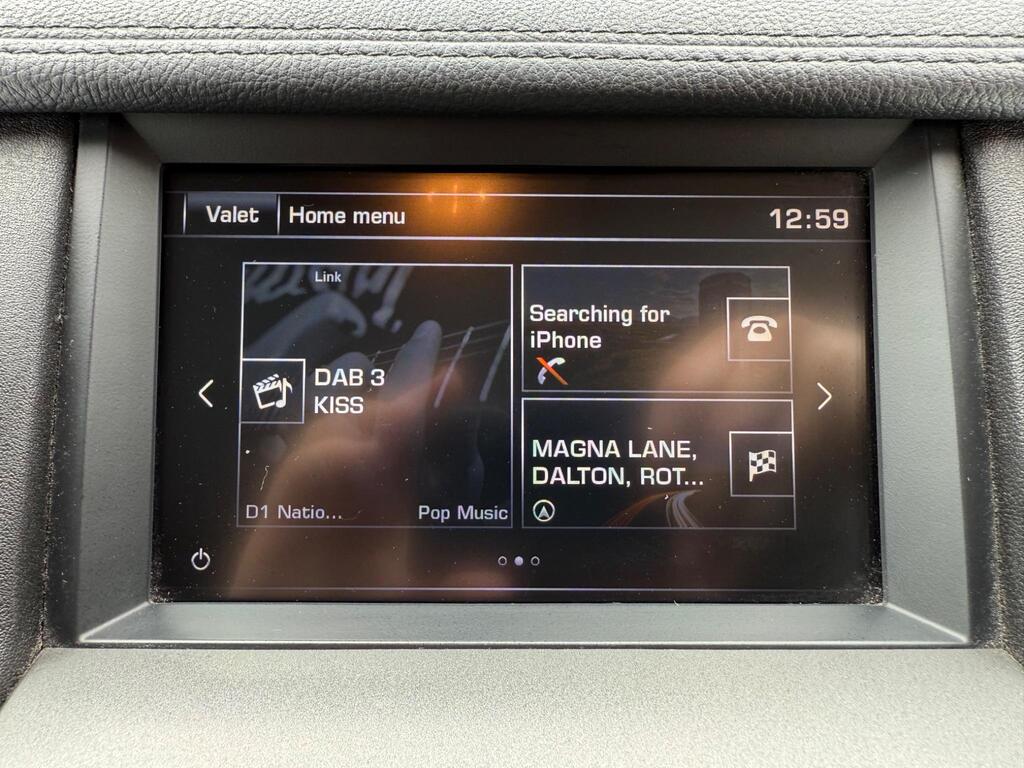 Valet
Home menu
12:59
Link
DAB 3
KISS
D1 Natio...
Pop Music
Searching for
iPhone
MAGNA LANE,
DALTON, ROT...